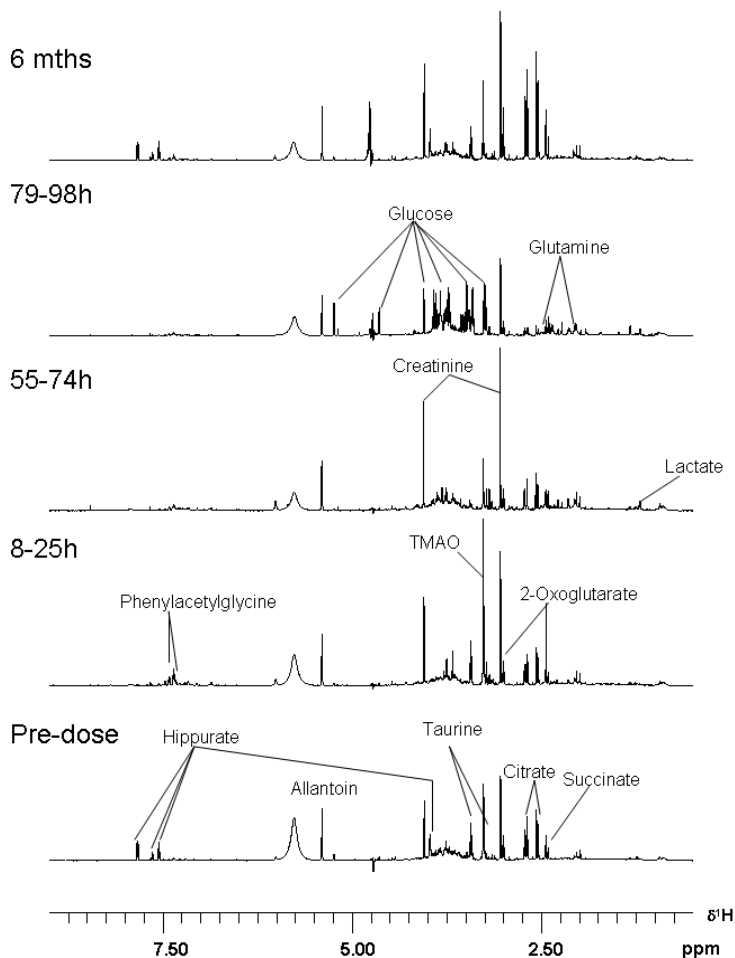 6 mths
79-98h
Glucose
Glutamine
55-74h
Creatinine
Lactate
8-25h
TMAO
Phenylacetylglycine
2-Oxoglutarate
Pre-dose
Hippurate
Taurine
Allantoin
Citrate
Succinate
δ¹H
7.50 5.00 2.50 ppm